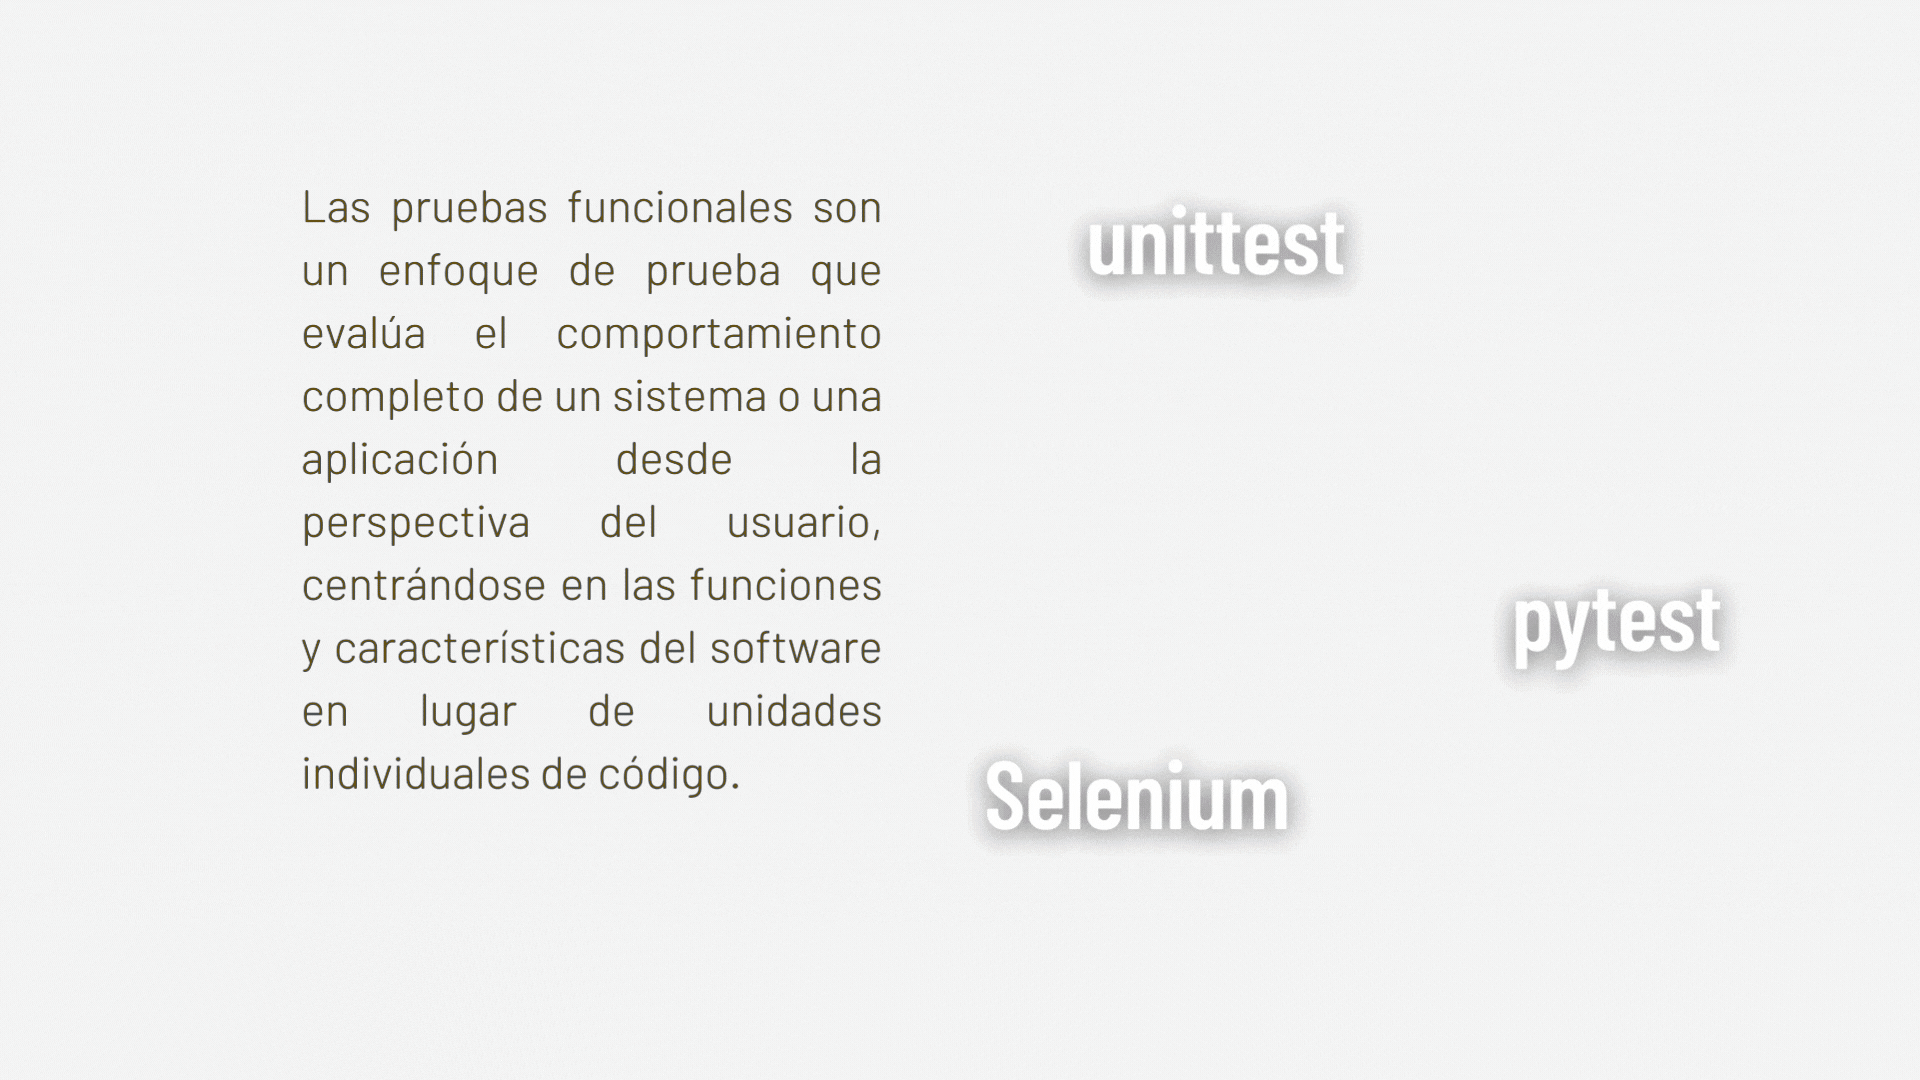 Las pruebas funcionales son
un enfoque de prueba que
evalúa el comportamiento
completo de un sistema o una
aplicación desde la
perspectiva del usuario,
centrándose en las funciones
y características del software
en lugar de unidades
individuales de código.
unittest
pytest
Selenium